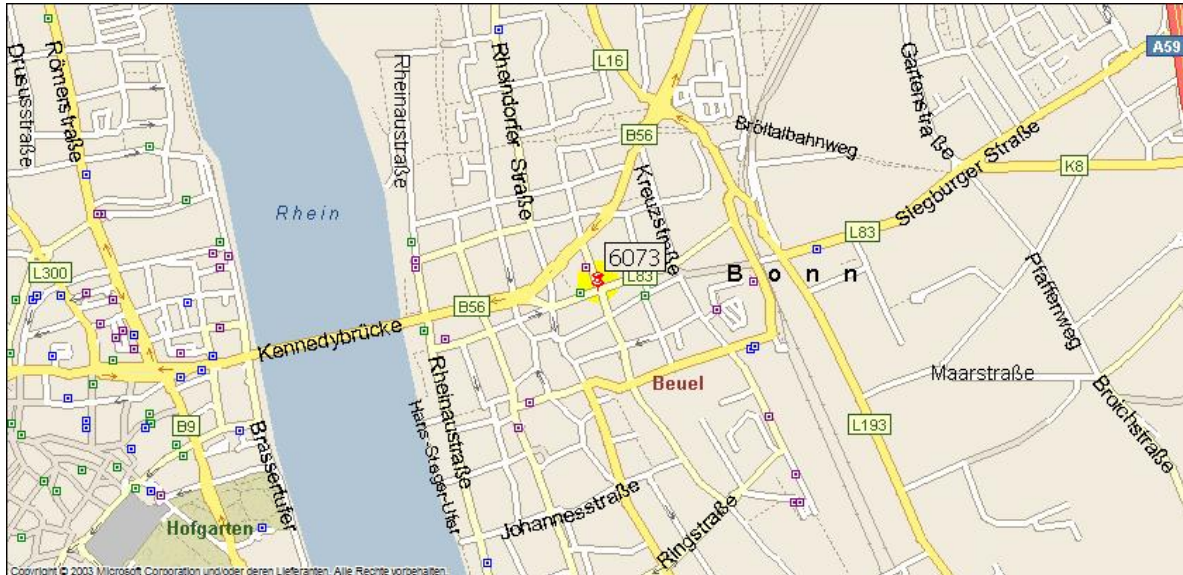 Drususstraße
Römerstraße
Rhein
Rheinaustraße
Rheindorfer Straße
L16
B56
Kreuzstraße
Bröltalbahnweg
Gartenstraße
A59
K8
Siegburger Straße
L83
L300
6073
L83
Bonn
B56
Kennedybrücke
Pfaffenweg
Beuel
Maarstraße
Broichstraße
B9
L193
Brassertufer
Rheinaustraße
Hans-Steger-Ufer
Johannesstraße
Ringstraße
Hofgarten
Copyright © 2003 Microsoft Corporation und/oder deren Lieferanten. Alle Rechte vorbehalten.